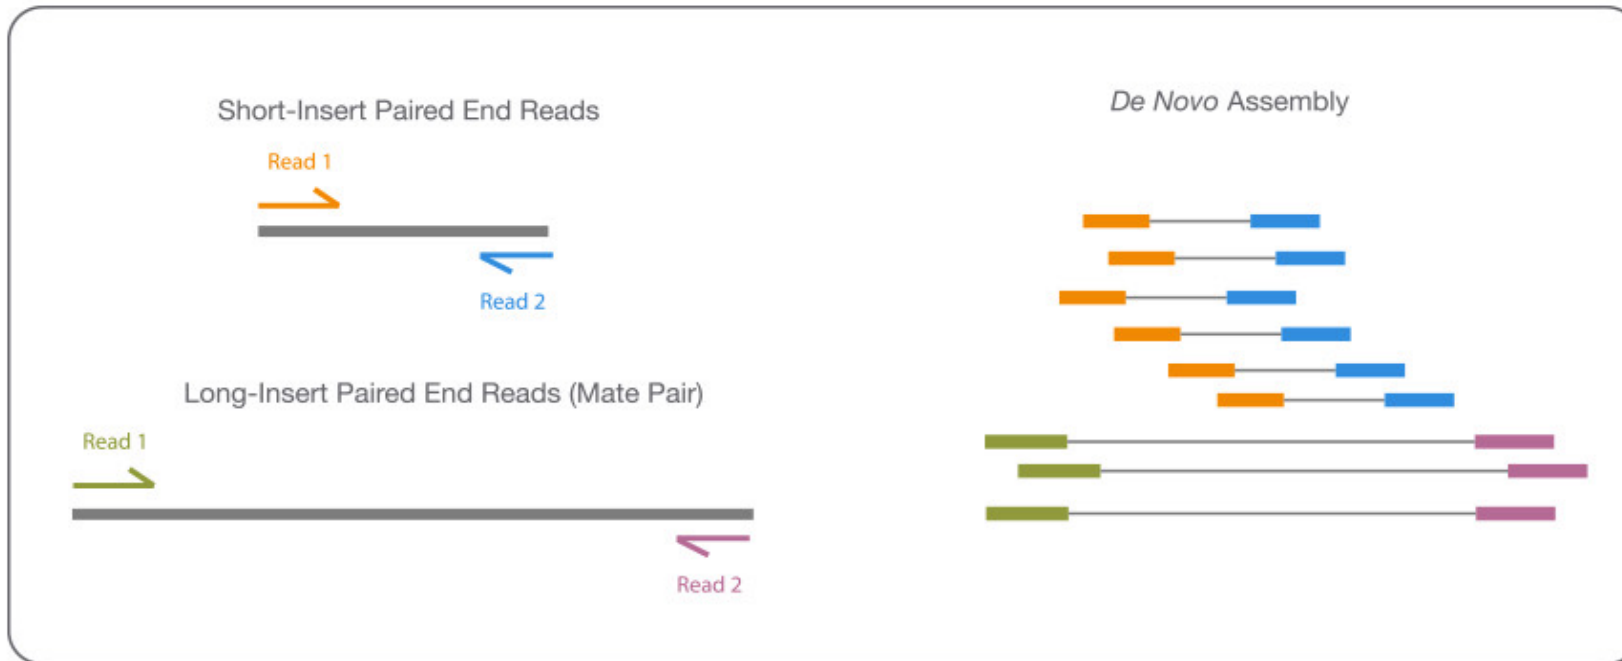 Short-Insert Paired End Reads
Read 1
Read 2
Long-Insert Paired End Reads (Mate Pair)
Read 1
Read 2
De Novo Assembly